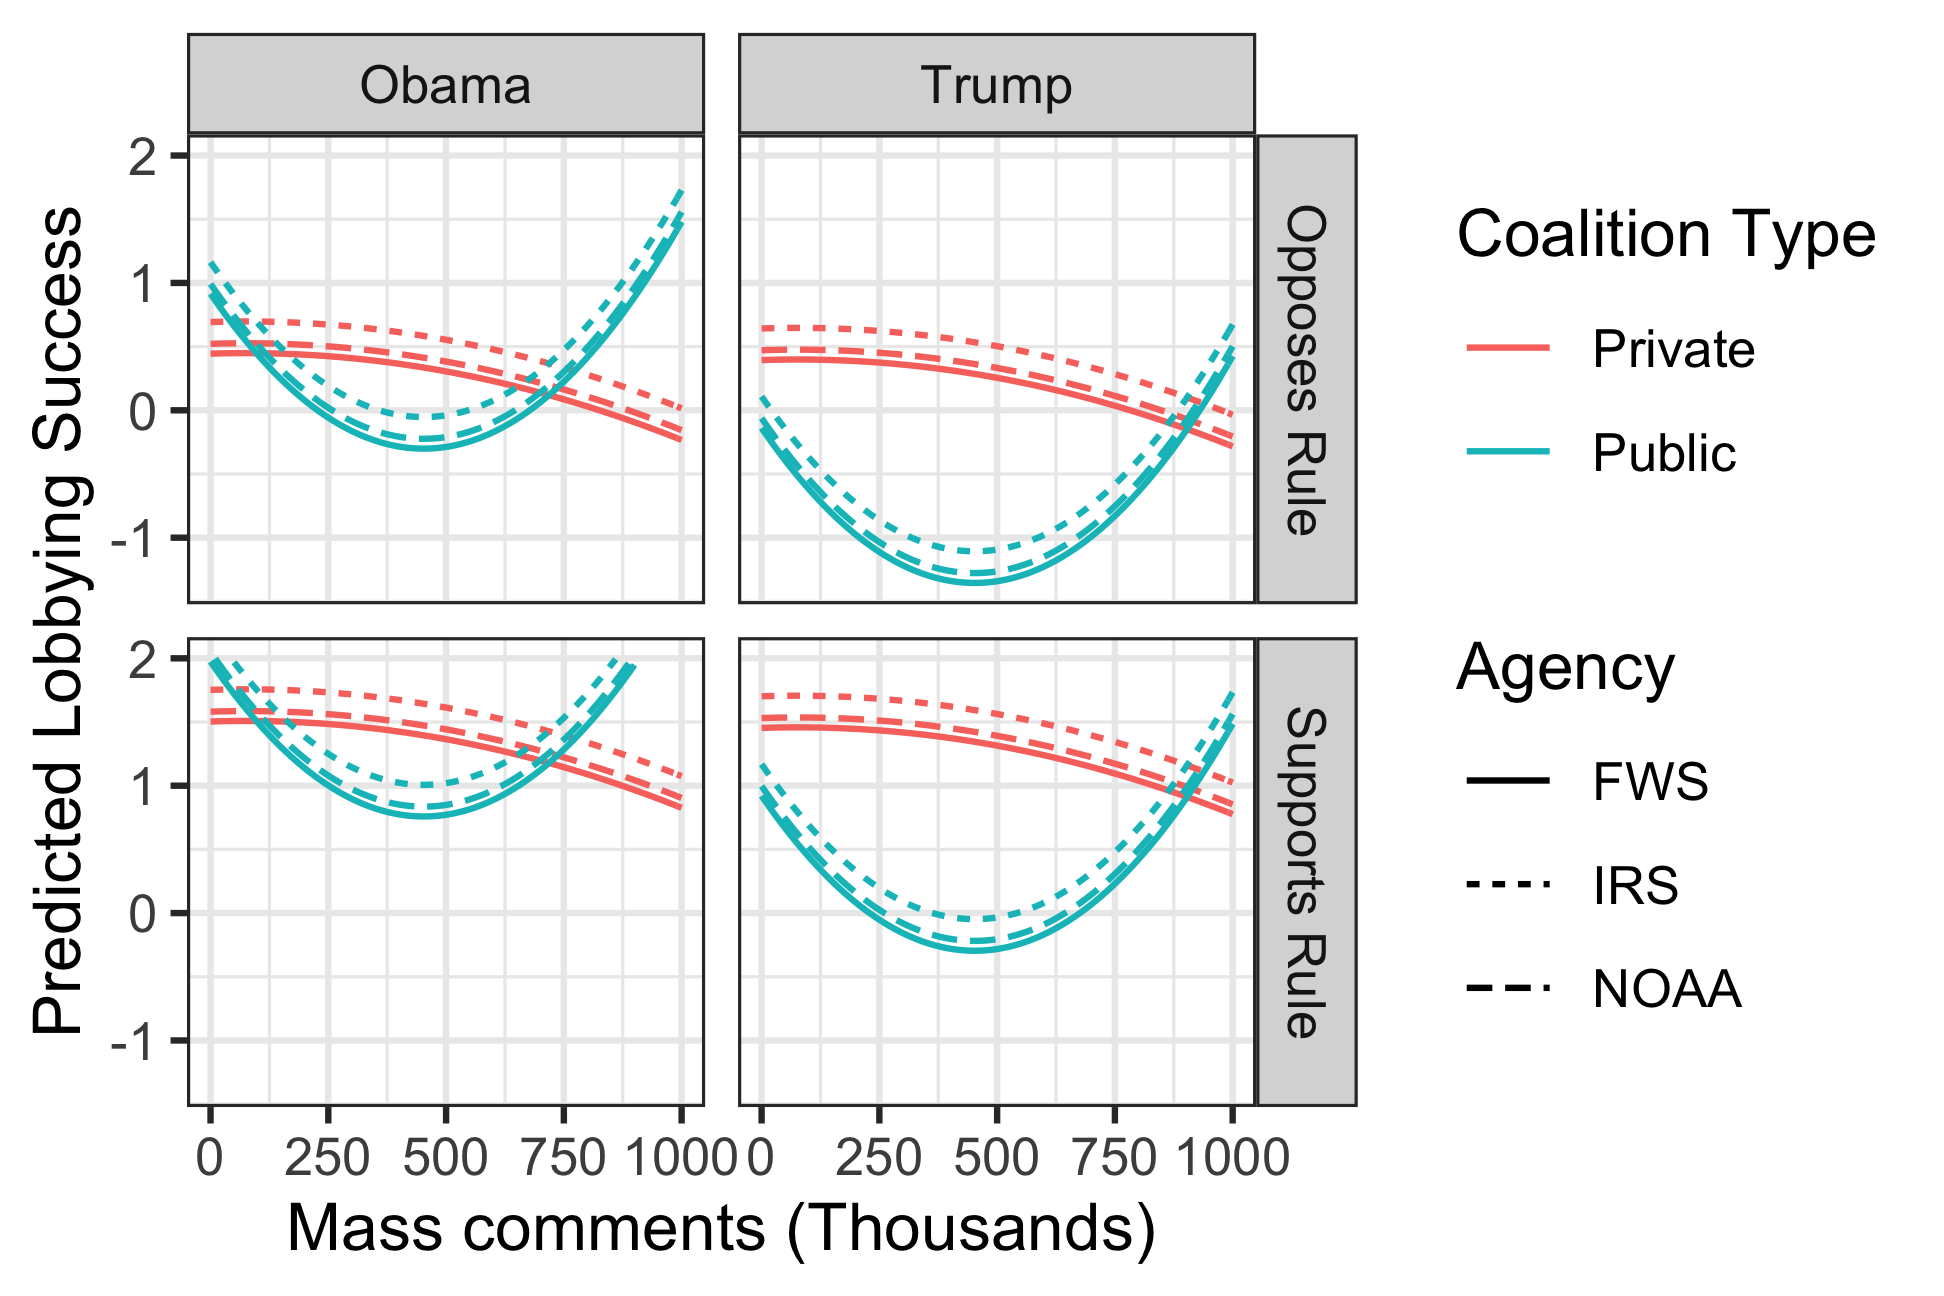 Obama
Trump
Predicted Lobbying Success
2
1
0
-1
Opposes Rule
2
1
0
-1
Supports Rule
0 250 500 750 1000
0 250 500 750 1000
Mass comments (Thousands)
Coalition Type
Private
Public
Agency
FWS
IRS
NOAA